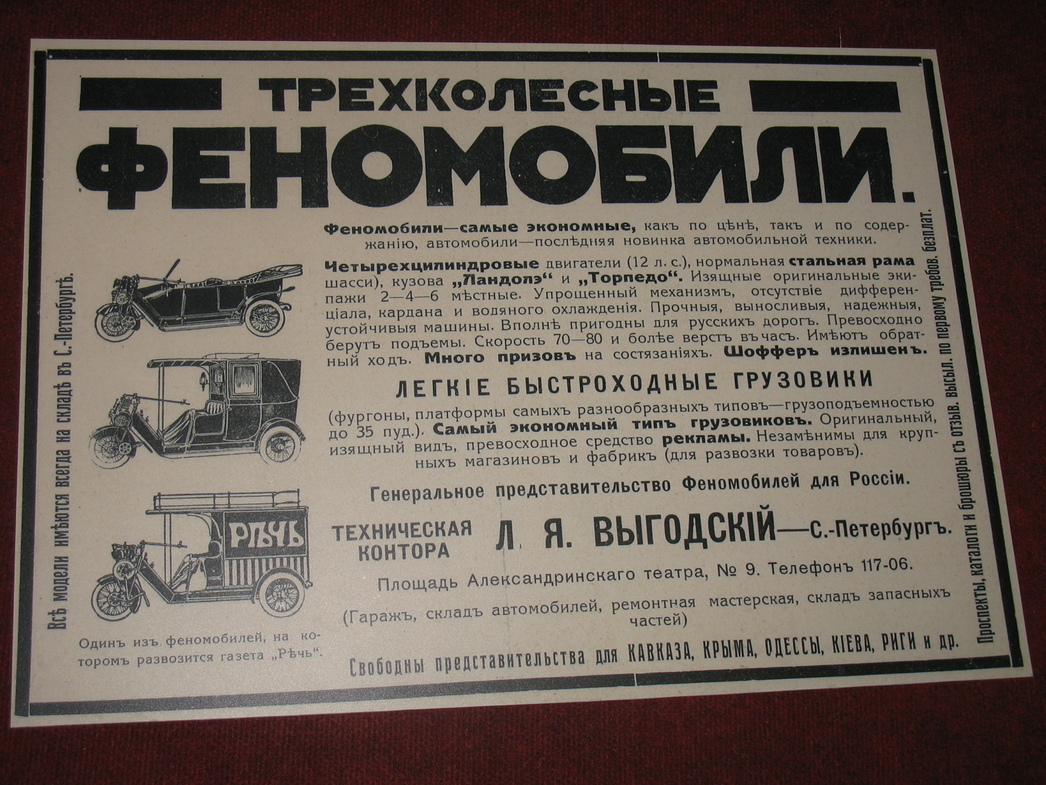 ТРЕХКОЛЕСНЫЕ
ФЕНОМОБИЛИ.
Феномобили—самые экономные, какъ по цѣнѣ, такъ и по содер-
жанію, автомобили—послѣдняя новинка автомобильной техники.
Четырехцилиндровые двигатели (12 л. с.), нормальная стальная рама
шасси), кузова „Ландолэ“ и „Торпедо“. Изящные оригинальные эки-
пажи 2—4—6 мѣстные. Упрощенный механизмъ, отсутствіе дифферен-
ціала, кардана и водяного охлажденія. Прочныя, выносливыя, надежныя,
устойчивыя машины. Вполнѣ пригодны для русскихъ дорогъ. Превосходно
берутъ подъемы. Скорость 70—80 и болѣе верстъ въ часъ. Имѣютъ обрат-
ный ходъ. Много призовъ на состязаніяхъ. Шофферъ излишенъ.
ЛЕГКІЕ БЫСТРОХОДНЫЕ ГРУЗОВИКИ
(фургоны, платформы самыхъ разнообразныхъ типовъ—грузоподъемностью
до 35 пуд.). Самый экономный типъ грузовиковъ. Оригинальный,
изящный видъ, превосходное средство рекламы. Незамѣнимы для круп-
ныхъ магазиновъ и фабрикъ (для развозки товаровъ).
Генеральное представительство Феномобилей для Россіи.
ТЕХНИЧЕСКАЯ
КОНТОРА
Л. Я. ВЫГОДСКІЙ—С.-Петербургъ.
Площадь Александринскаго театра, № 9. Телефонъ 117-06.
(Гаражъ, складъ автомобилей, ремонтная мастерская, складъ запасныхъ
частей)
Свободны представительства для КАВКАЗА, КРЫМА, ОДЕССЫ, КІЕВА, РИГИ и др.
Всѣ модели имѣются всегда на складѣ въ С.-Петербургѣ.
РѢЧЬ
Одинъ изъ феномобилей, на ко-
торомъ развозится газета „Рѣчь“.
Проспекты, каталоги и брошюры съ отзыв. высыл. по первому требов. безплат.